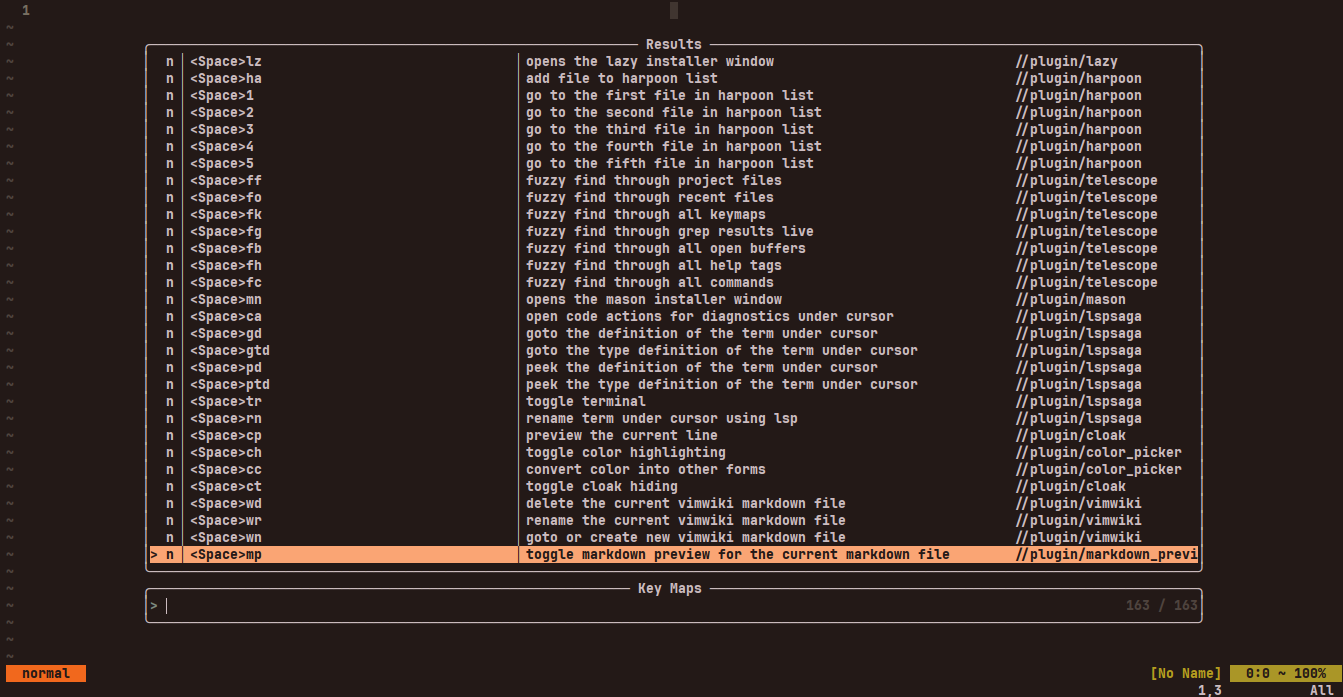 1
Results
n <Space>lz opens the lazy installer window //plugin/lazy
n <Space>ha add file to harpoon list //plugin/harpoon
n <Space>1 go to the first file in harpoon list //plugin/harpoon
n <Space>2 go to the second file in harpoon list //plugin/harpoon
n <Space>3 go to the third file in harpoon list //plugin/harpoon
n <Space>4 go to the fourth file in harpoon list //plugin/harpoon
n <Space>5 go to the fifth file in harpoon list //plugin/harpoon
n <Space>ff fuzzy find through project files //plugin/telescope
n <Space>fo fuzzy find through recent files //plugin/telescope
n <Space>fk fuzzy find through all keymaps //plugin/telescope
n <Space>fg fuzzy find through grep results live //plugin/telescope
n <Space>fb fuzzy find through all open buffers //plugin/telescope
n <Space>fh fuzzy find through all help tags //plugin/telescope
n <Space>fc fuzzy find through all commands //plugin/telescope
n <Space>mn opens the mason installer window //plugin/mason
n <Space>ca open code actions for diagnostics under cursor //plugin/lspsaga
n <Space>gd goto the definition of the term under cursor //plugin/lspsaga
n <Space>gtd goto the type definition of the term under cursor //plugin/lspsaga
n <Space>pd peek the definition of the term under cursor //plugin/lspsaga
n <Space>ptd peek the type definition of the term under cursor //plugin/lspsaga
n <Space>tr toggle terminal //plugin/lspsaga
n <Space>rn rename term under cursor using lsp //plugin/lspsaga
n <Space>cp preview the current line //plugin/cloak
n <Space>ch toggle color highlighting //plugin/color_picker
n <Space>cc convert color into other forms //plugin/color_picker
n <Space>ct toggle cloak hiding //plugin/cloak
n <Space>wd delete the current vimwiki markdown file //plugin/vimwiki
n <Space>wr rename the current vimwiki markdown file //plugin/vimwiki
n <Space>wn goto or create new vimwiki markdown file //plugin/vimwiki
> n <Space>mp toggle markdown preview for the current markdown file //plugin/markdown_previ
Key Maps
> 163 / 163
normal [No Name] 0:0 ~ 100%
1,3 All